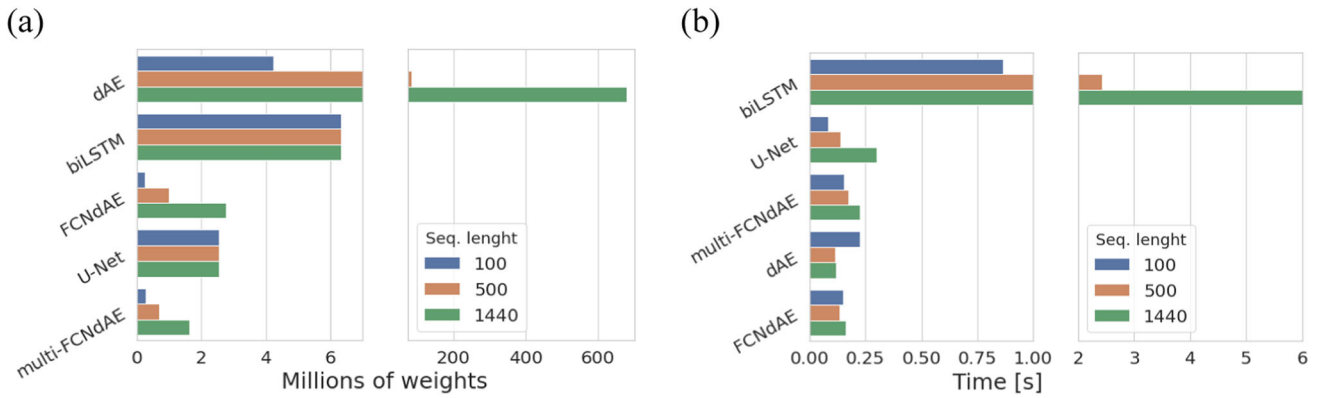 (a)
dAE
biLSTM
FCNdAE
U-Net
multi-FCNdAE
Seq. lenght
100
500
1440
0 2 4 6 200 400 600
Millions of weights
(b)
biLSTM
U-Net
multi-FCNdAE
dAE
FCNdAE
Seq. lenght
100
500
1440
0.00 0.25 0.50 0.75 1.00 2 3 4 5 6
Time [s]